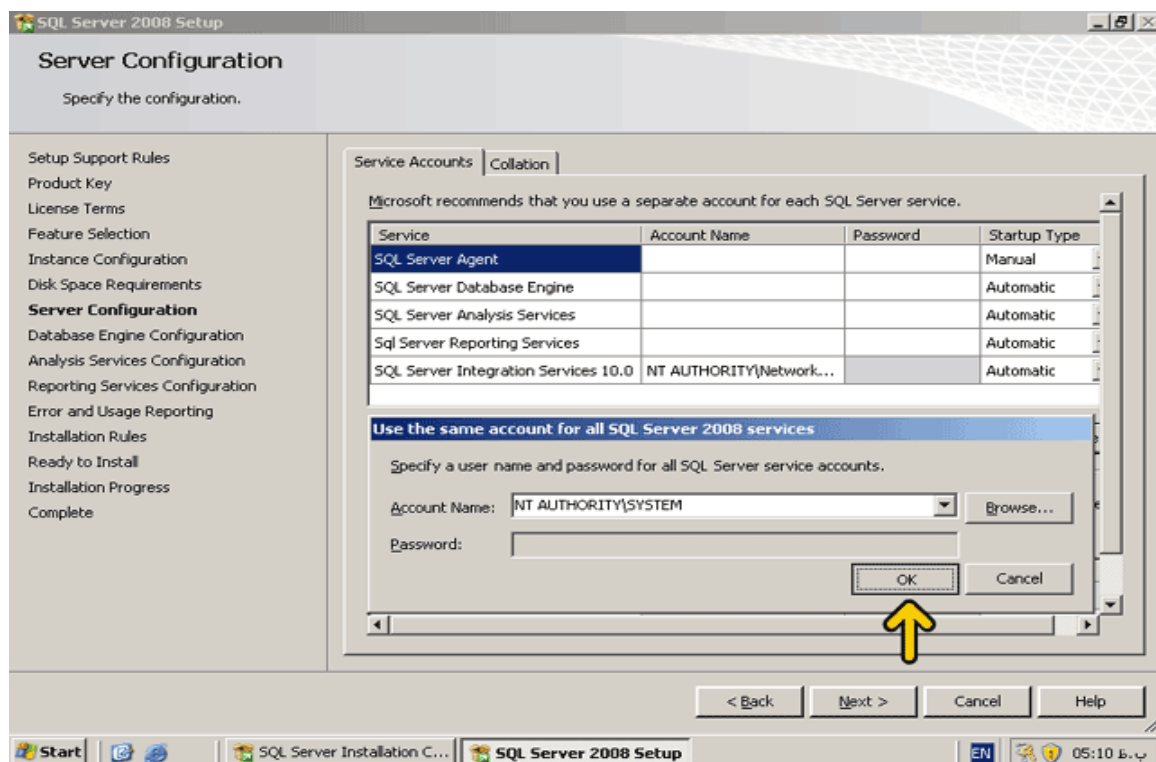 SQL Server 2008 Setup
Server Configuration
Specify the configuration.
Setup Support Rules
Product Key
License Terms
Feature Selection
Instance Configuration
Disk Space Requirements
Server Configuration
Database Engine Configuration
Analysis Services Configuration
Reporting Services Configuration
Error and Usage Reporting
Installation Rules
Ready to Install
Installation Progress
Complete
Service Accounts Collation
Microsoft recommends that you use a separate account for each SQL Server service.
Service Account Name Password Startup Type
SQL Server Agent Manual
SQL Server Database Engine Automatic
SQL Server Analysis Services Automatic
Sql Server Reporting Services Automatic
SQL Server Integration Services 10.0 NT AUTHORITY\Network... Automatic
Use the same account for all SQL Server 2008 services
Specify a user name and password for all SQL Server service accounts.
Account Name: NT AUTHORITY\SYSTEM Browse...
Password:
OK Cancel
< Back Next > Cancel Help
Start SQL Server Installation C... SQL Server 2008 Setup EN 05:10 ب.ظ